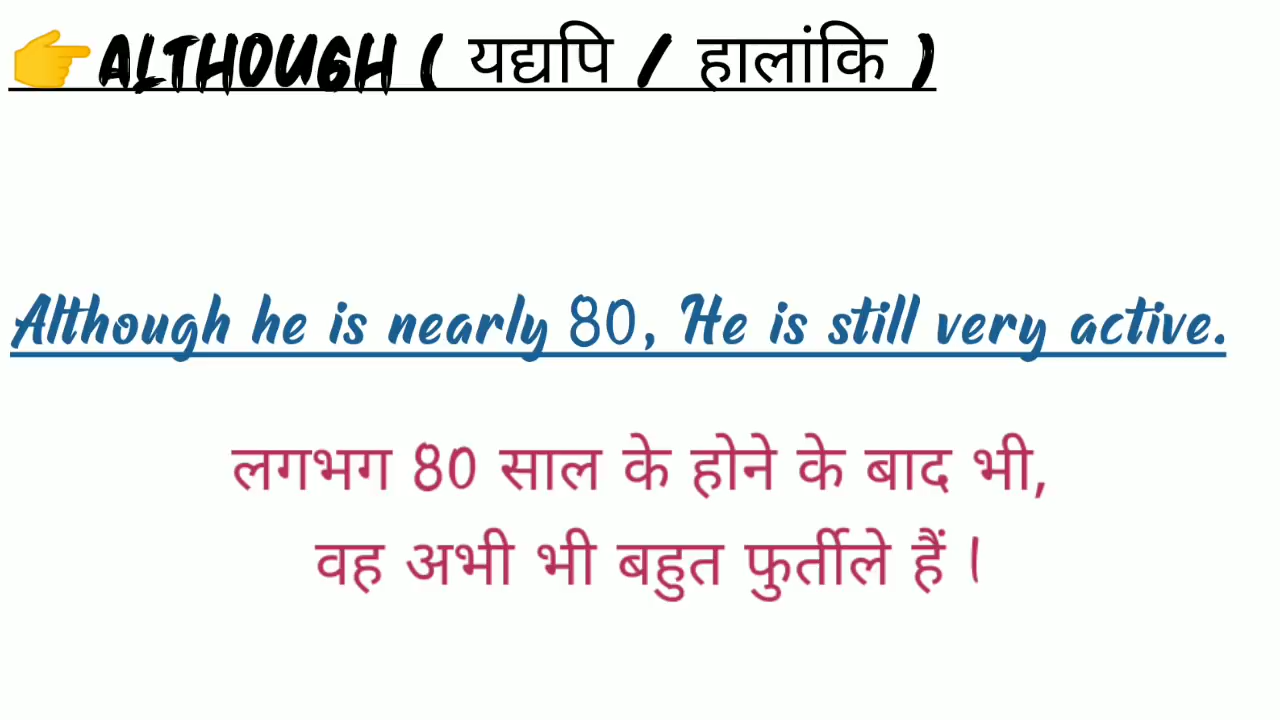 👉ALTHOUGH ( यद्यपि / हालांकि )
Although he is nearly 80, He is still very active.
लगभग 80 साल के होने के बाद भी,
वह अभी भी बहुत फुर्तीले हैं ।